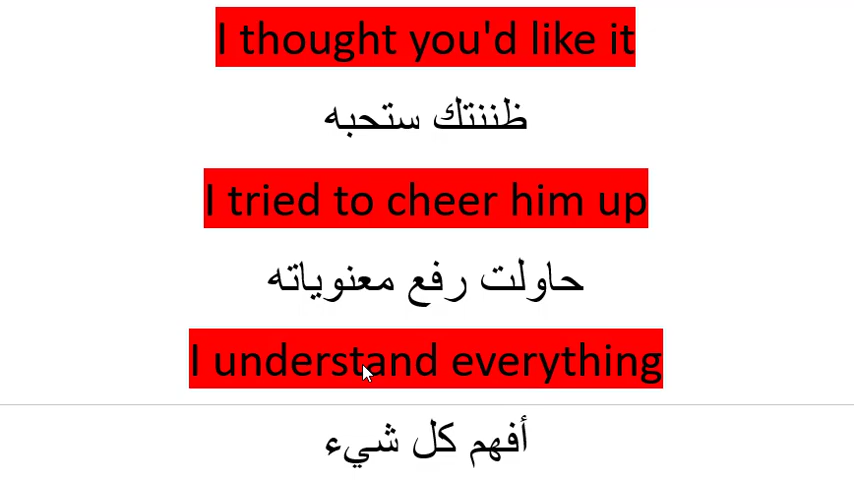 I thought you'd like it
ظننتك ستحبه
I tried to cheer him up
حاولت رفع معنوياته
I understand everything
أفهم كل شيء